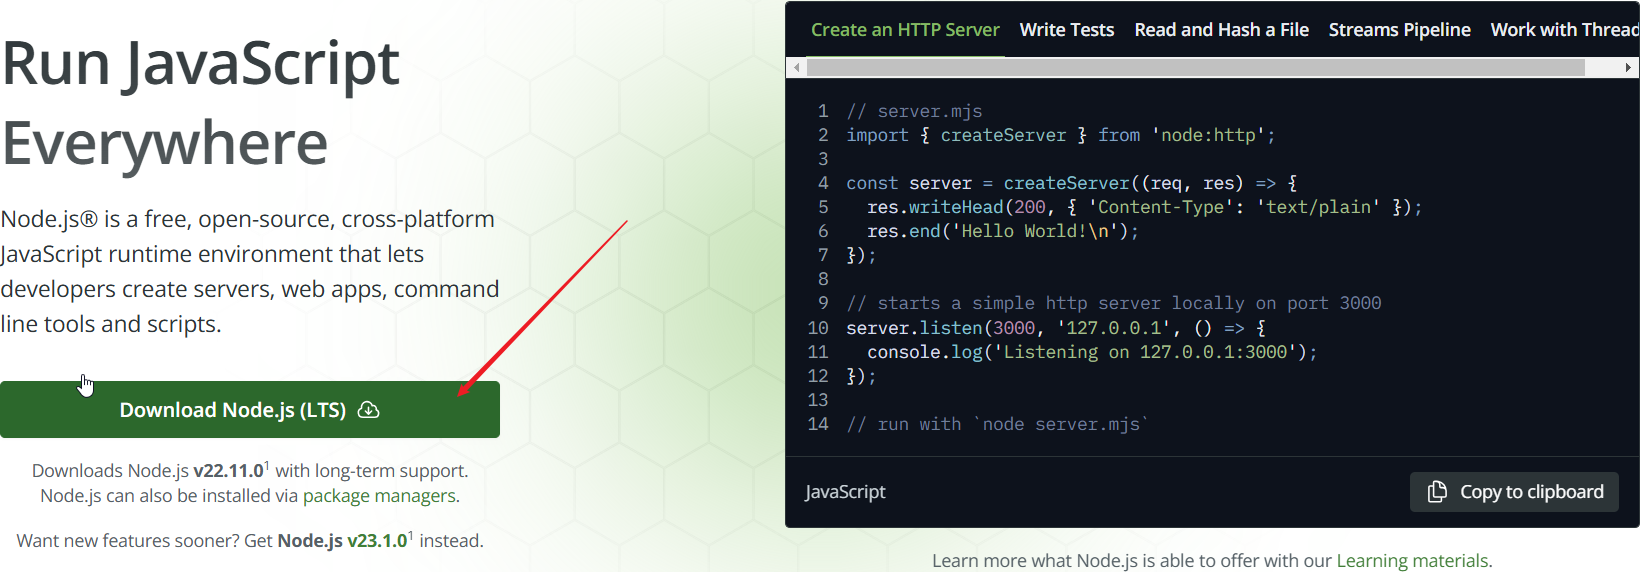 Run JavaScript
Everywhere
Node.js® is a free, open-source, cross-platform
JavaScript runtime environment that lets
developers create servers, web apps, command
line tools and scripts.
Download Node.js (LTS)
Downloads Node.js v22.11.0¹ with long-term support.
Node.js can also be installed via package managers.
Want new features sooner? Get Node.js v23.1.0¹ instead.
Create an HTTP Server Write Tests Read and Hash a File Streams Pipeline Work with Thread
1 // server.mjs
2 import { createServer } from 'node:http';
3
4 const server = createServer((req, res) => {
5   res.writeHead(200, { 'Content-Type': 'text/plain' });
6   res.end('Hello World!\n');
7 });
8
9 // starts a simple http server locally on port 3000
10 server.listen(3000, '127.0.0.1', () => {
11   console.log('Listening on 127.0.0.1:3000');
12 });
13
14 // run with `node server.mjs`
JavaScript
Copy to clipboard
Learn more what Node.js is able to offer with our Learning materials.